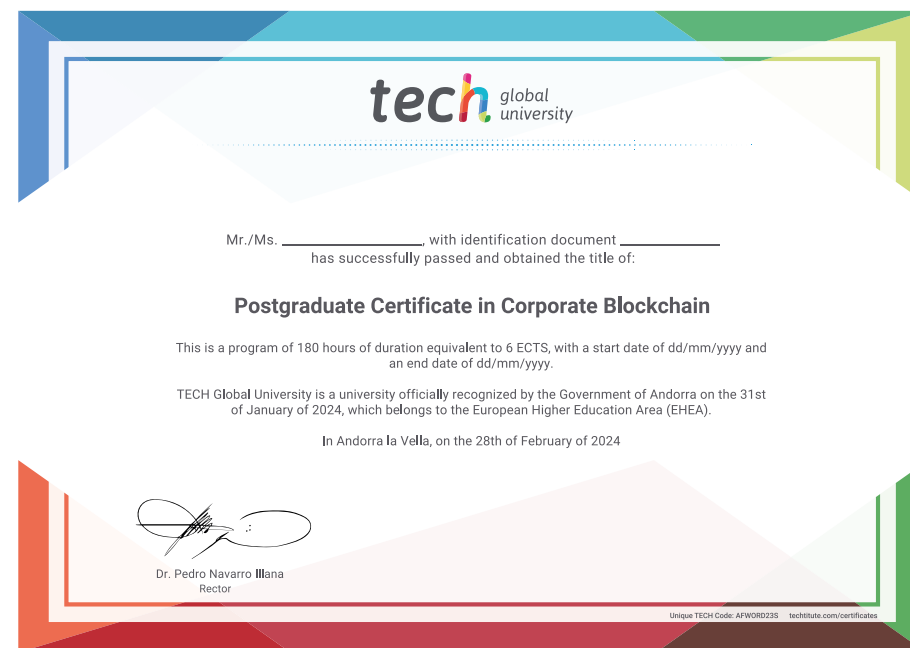 tech global university
Mr./Ms. ____________, with identification document ____________
has successfully passed and obtained the title of:
Postgraduate Certificate in Corporate Blockchain
This is a program of 180 hours of duration equivalent to 6 ECTS, with a start date of dd/mm/yyyy and
an end date of dd/mm/yyyy.
TECH Global University is a university officially recognized by the Government of Andorra on the 31st
of January of 2024, which belongs to the European Higher Education Area (EHEA).
In Andorra la Vella, on the 28th of February of 2024
Dr. Pedro Navarro Illana
Rector
Unique TECH Code: AFWORD23S techtitute.com/certificates